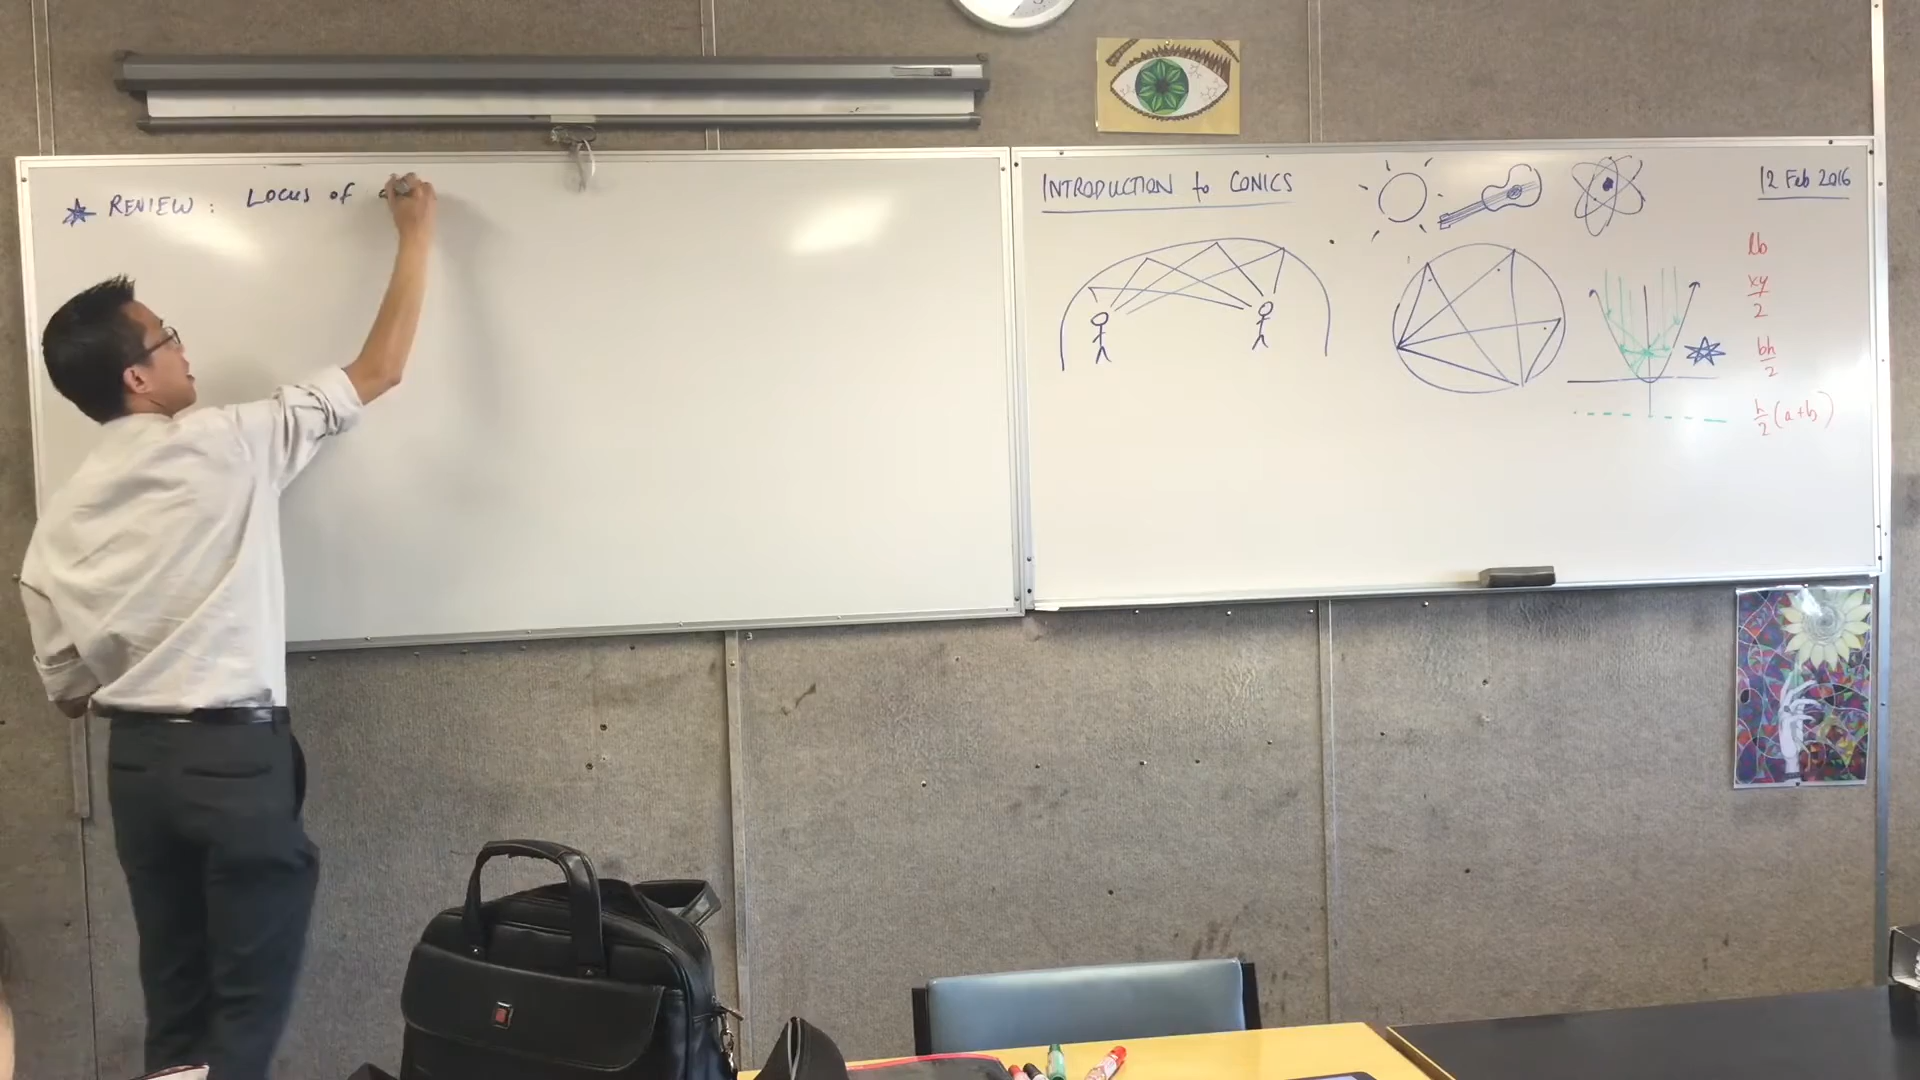 REVIEW: LOCUS of
INTRODUCTION to CONICS
12 Feb 2016
lb
xy/2
bh/2
h/2 (a+b)